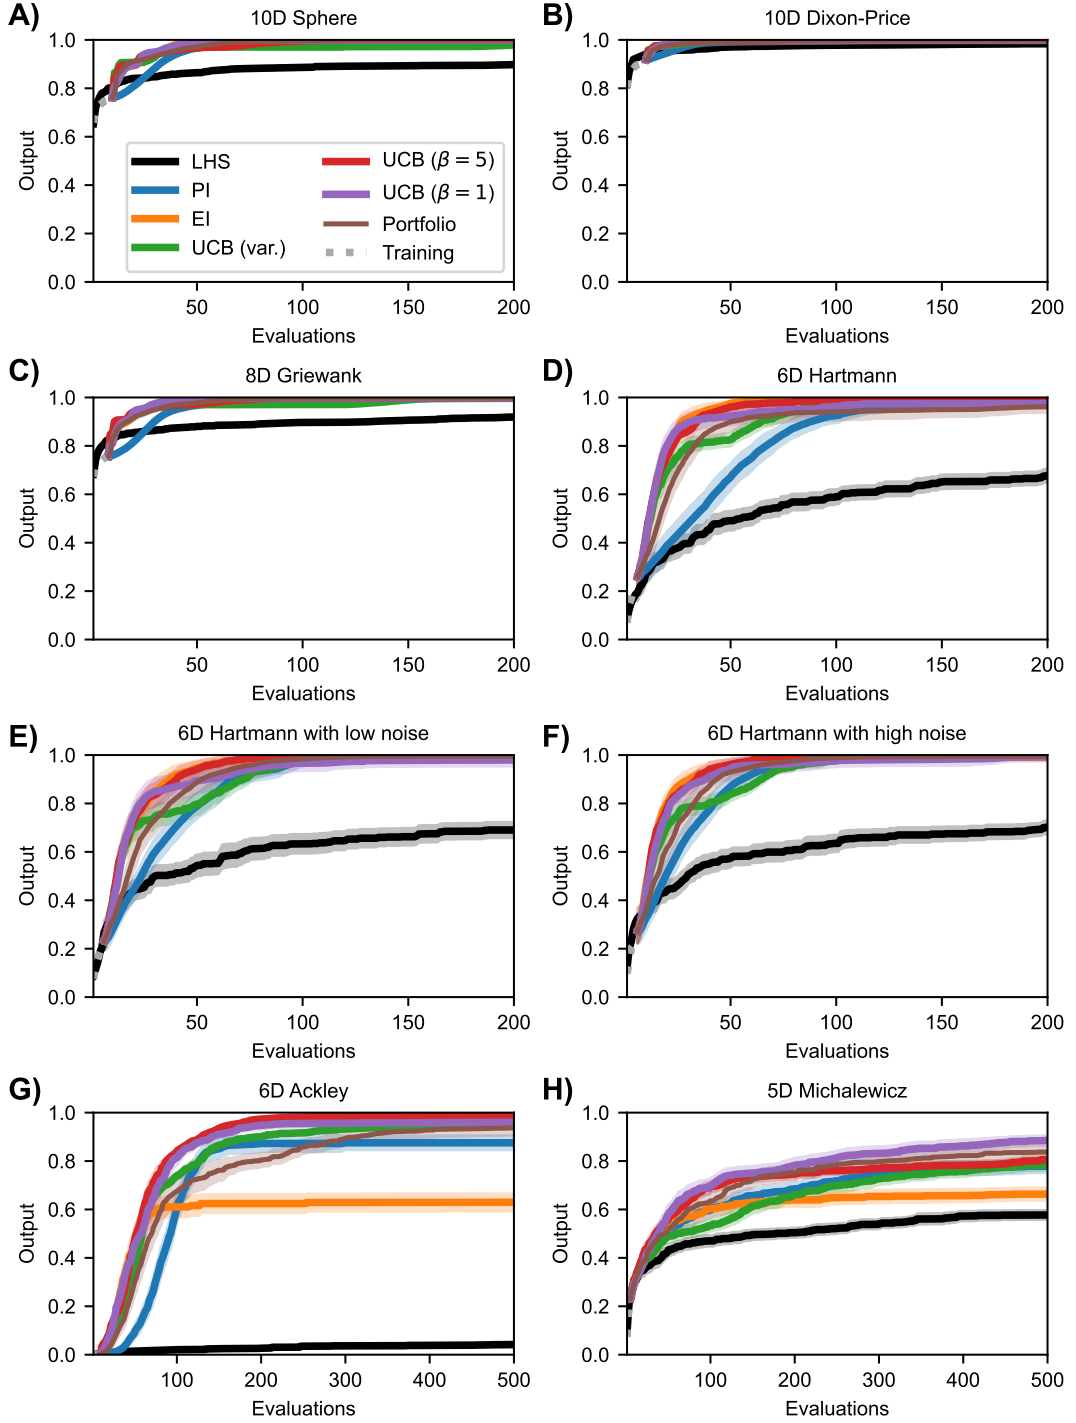 A)
10D Sphere
1.0
0.8
0.6
0.4
0.2
0.0
Output
LHS
PI
EI
UCB (var.)
UCB (β = 5)
UCB (β = 1)
Portfolio
Training
50 100 150 200
Evaluations
B)
10D Dixon-Price
1.0
0.8
0.6
0.4
0.2
0.0
Output
50 100 150 200
Evaluations
C)
8D Griewank
1.0
0.8
0.6
0.4
0.2
0.0
Output
50 100 150 200
Evaluations
D)
6D Hartmann
1.0
0.8
0.6
0.4
0.2
0.0
Output
50 100 150 200
Evaluations
E)
6D Hartmann with low noise
1.0
0.8
0.6
0.4
0.2
0.0
Output
50 100 150 200
Evaluations
F)
6D Hartmann with high noise
1.0
0.8
0.6
0.4
0.2
0.0
Output
50 100 150 200
Evaluations
G)
6D Ackley
1.0
0.8
0.6
0.4
0.2
0.0
Output
100 200 300 400 500
Evaluations
H)
5D Michalewicz
1.0
0.8
0.6
0.4
0.2
0.0
Output
100 200 300 400 500
Evaluations